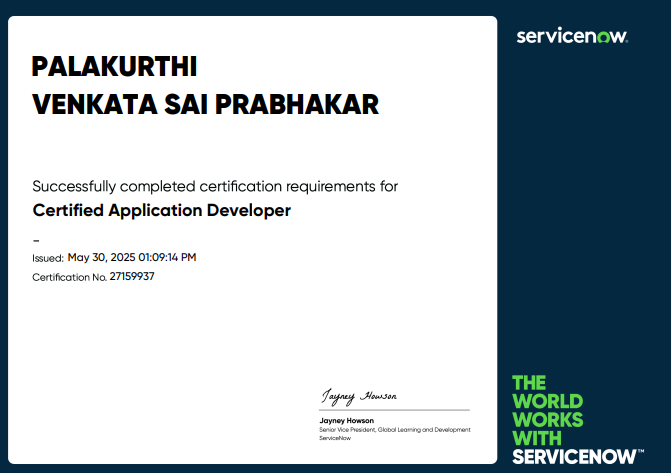 servicenow.
PALAKURTHI
VENKATA SAI PRABHAKAR
Successfully completed certification requirements for
Certified Application Developer
–
Issued: May 30, 2025 01:09:14 PM
Certification No. 27159937
Jayney Howson
Jayney Howson
Senior Vice President, Global Learning and Development
ServiceNow
THE
WORLD
WORKS
WITH
SERVICENOW™